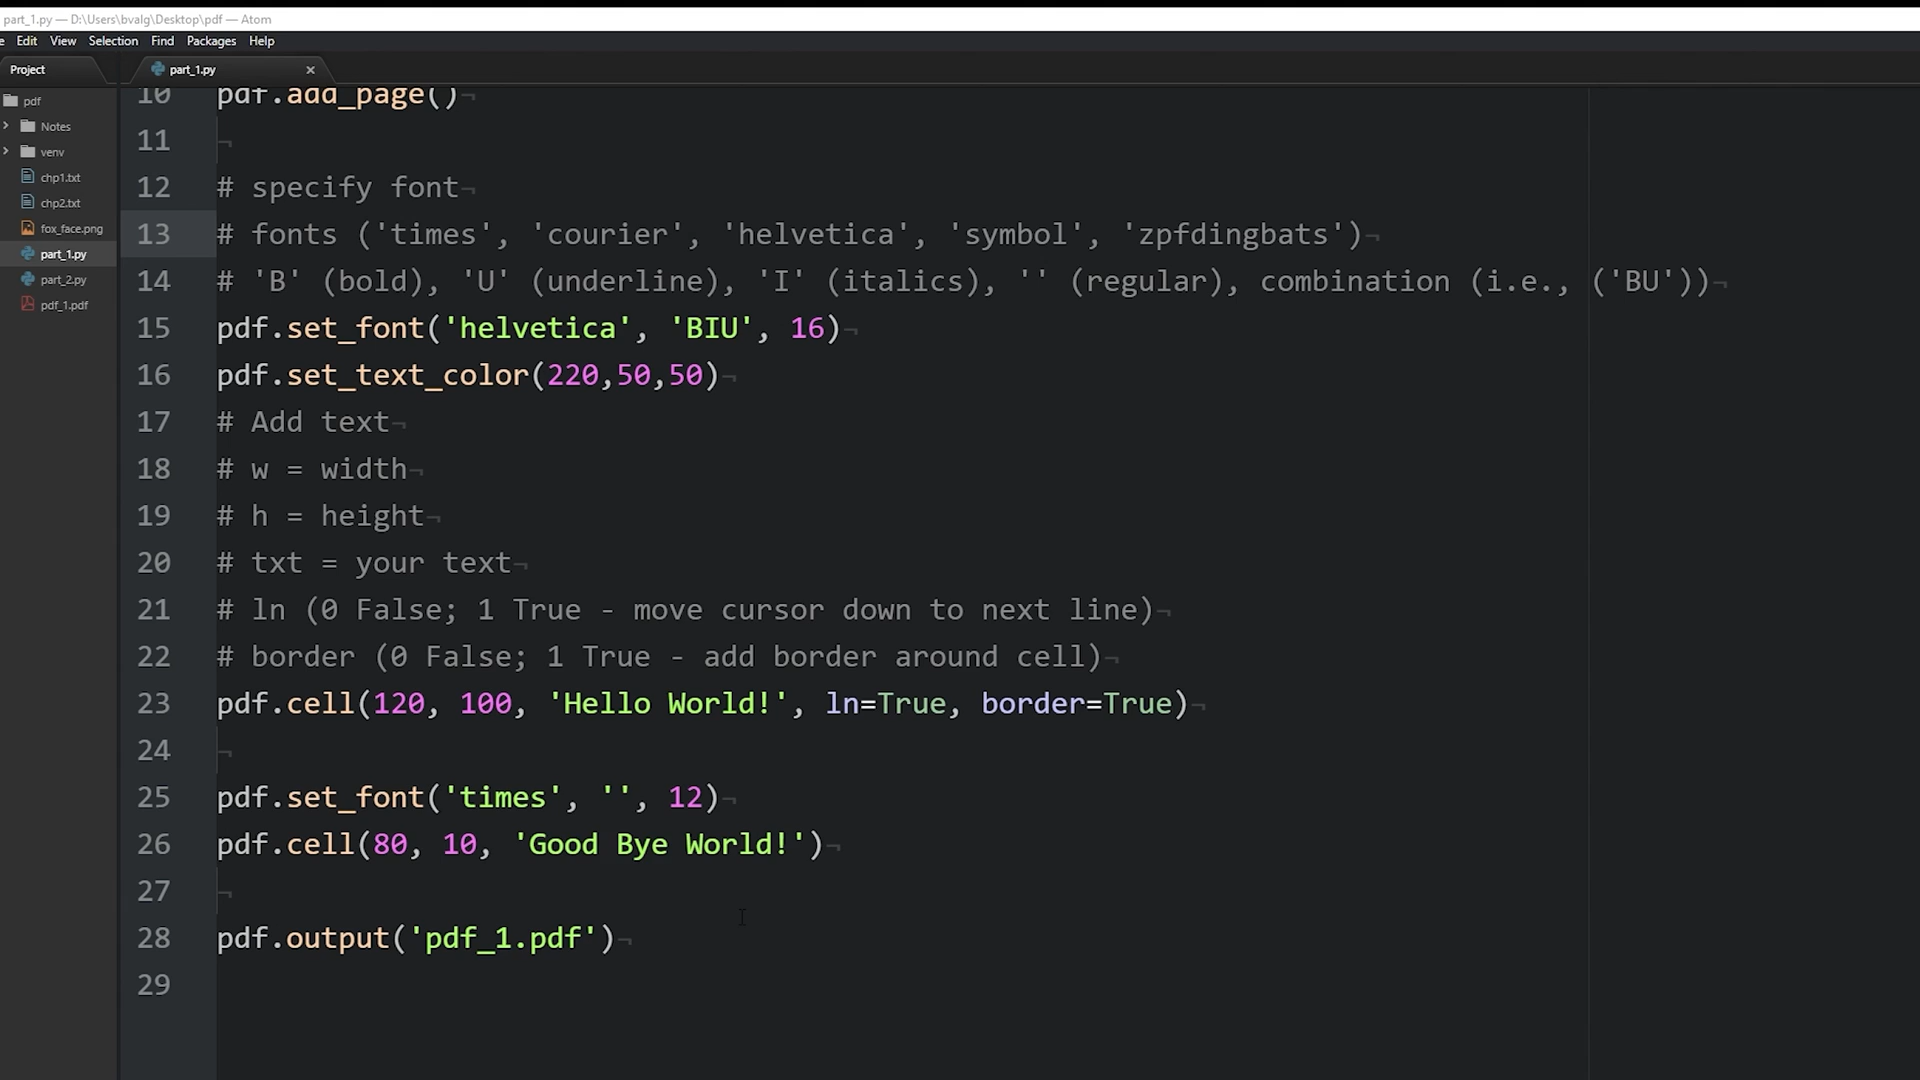 part_1.py — D:\Users\bvalg\Desktop\pdf — Atom
e Edit View Selection Find Packages Help
Project
part_1.py
pdf
Notes
venv
chp1.txt
chp2.txt
fox_face.png
part_1.py
part_2.py
pdf_1.pdf
10 pdf.add_page()
11
12 # specify font
13 # fonts ('times', 'courier', 'helvetica', 'symbol', 'zpfdingbats')
14 # 'B' (bold), 'U' (underline), 'I' (italics), '' (regular), combination (i.e., ('BU'))
15 pdf.set_font('helvetica', 'BIU', 16)
16 pdf.set_text_color(220,50,50)
17 # Add text
18 # w = width
19 # h = height
20 # txt = your text
21 # ln (0 False; 1 True - move cursor down to next line)
22 # border (0 False; 1 True - add border around cell)
23 pdf.cell(120, 100, 'Hello World!', ln=True, border=True)
24
25 pdf.set_font('times', '', 12)
26 pdf.cell(80, 10, 'Good Bye World!')
27
28 pdf.output('pdf_1.pdf')
29